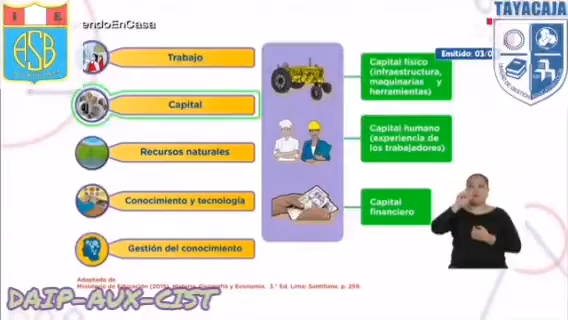 I E
ASB
endoEnCasa
TAYACAJA
Emitido: 03/0
Trabajo
Capital
Recursos naturales
Conocimiento y tecnología
Gestión del conocimiento
Capital físico
(infraestructura,
maquinarias y
herramientas)
Capital humano
(experiencia de
los trabajadores)
Capital
financiero
Adaptado de
Ministerio de Educación (2015). Historia, Geografía y Economía. 3.° Ed. Lima: Santillana. p. 259.
DAIP-AUX-CIST